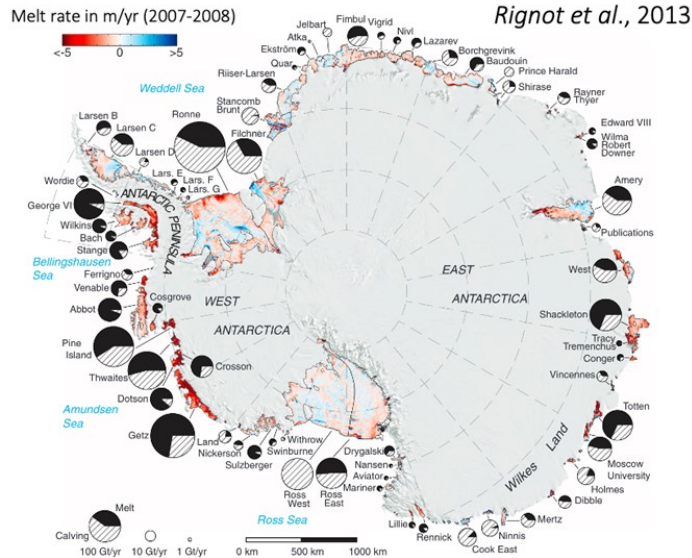 Melt rate in m/yr (2007-2008)
Rignot et al., 2013
<-5
0
>5
Jelbart
Fimbul
Vigrid
Atka
Nivl
Ekström
Lazarev
Quar
Borchgrevink
Baudouin
Riiser-Larsen
Prince Harald
Shirase
Weddell Sea
Stancomb
Brunt
Rayner
Thyer
Larsen B
Ronne
Larsen C
Filchner
Edward VIII
Wilma
Robert
Downer
Larsen D
Lars. E
Lars. F
Lars. G
Wordie
ANTARCTIC PENINSULA
Amery
George VI
Wilkins
Bach
Stange
Publications
Bellingshausen
Sea
Ferrigno
Venable
Cosgrove
Abbot
WEST
ANTARCTICA
EAST
ANTARCTICA
West
Shackleton
Pine
Island
Tracy
Tremenchus
Conger
Thwaites
Crosson
Vincennes
Dotson
Amundsen
Sea
Getz
Totten
Land
Nickerson
Sulzberger
Withrow
Swinburne
Drygalski
Nansen
Aviator
Mariner
Wilkes Land
Moscow
University
Holmes
Ross
West
Ross
East
Dibble
Ross Sea
Lillie
Rennick
Mertz
Ninnis
Cook East
Melt
Calving
100 Gt/yr
10 Gt/yr
1 Gt/yr
0 km
500 km
1000 km